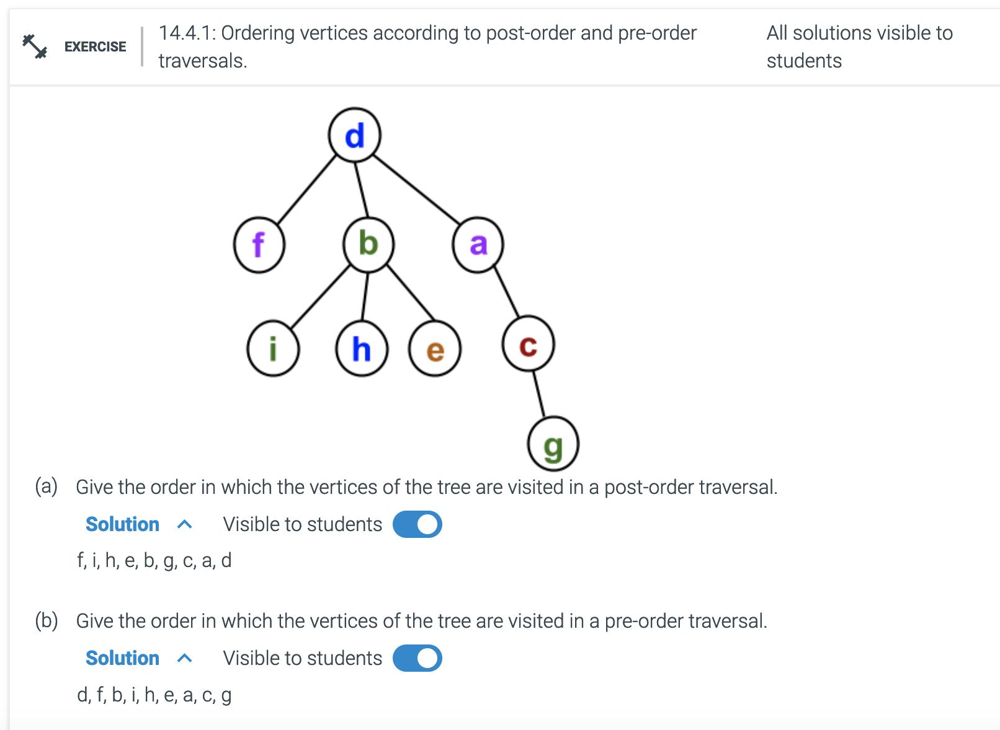 EXERCISE
14.4.1: Ordering vertices according to post-order and pre-order
traversals.
All solutions visible to
students
d
f
b
a
i
h
e
c
g
(a) Give the order in which the vertices of the tree are visited in a post-order traversal.
Solution Visible to students
f, i, h, e, b, g, c, a, d
(b) Give the order in which the vertices of the tree are visited in a pre-order traversal.
Solution Visible to students
d, f, b, i, h, e, a, c, g